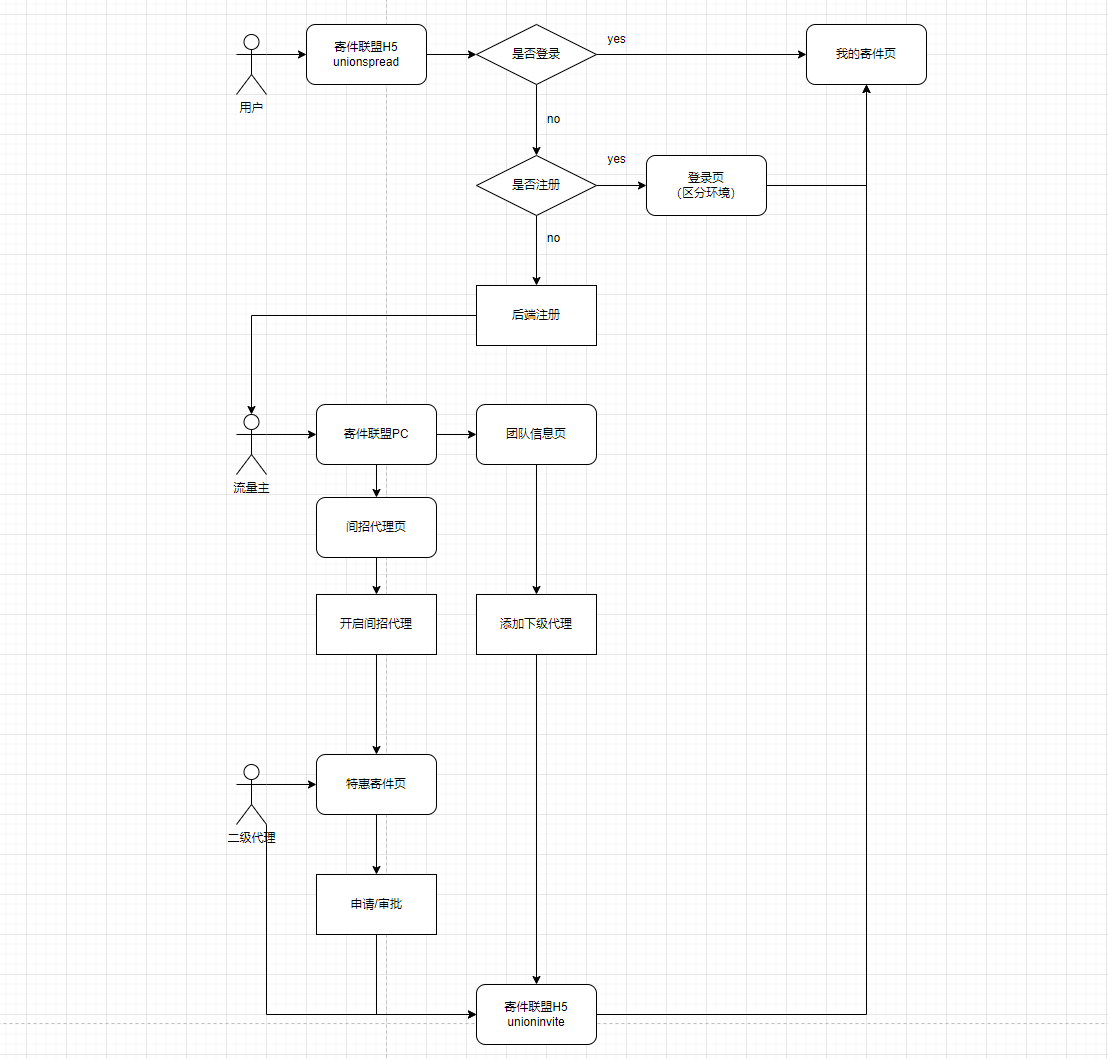 寄件联盟H5
unionspread
是否登录
yes
我的寄件页
用户
no
是否注册
yes
登录页
（区分环境）
no
后端注册
寄件联盟PC
团队信息页
流量主
间招代理页
开启间招代理
添加下级代理
特惠寄件页
二级代理
申请/审批
寄件联盟H5
unioninvite